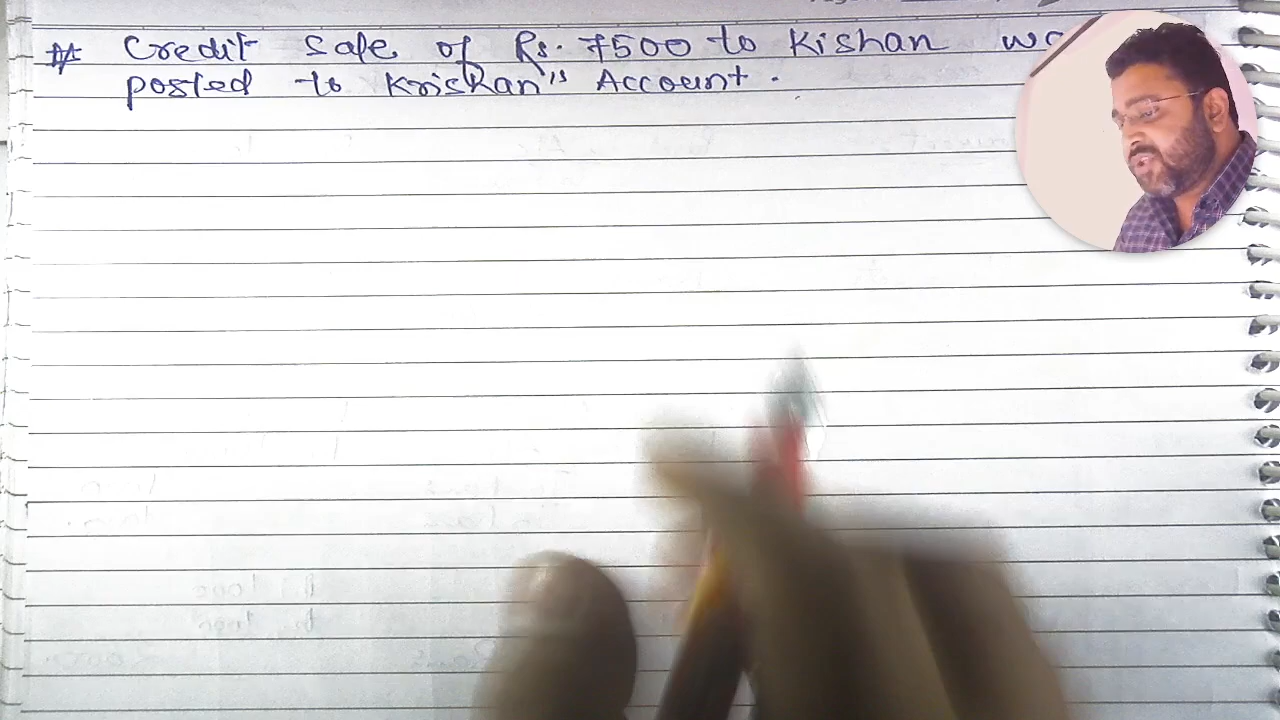 # Credit Sale of Rs. 7500 to Kishan
posted to Krishan's Account.